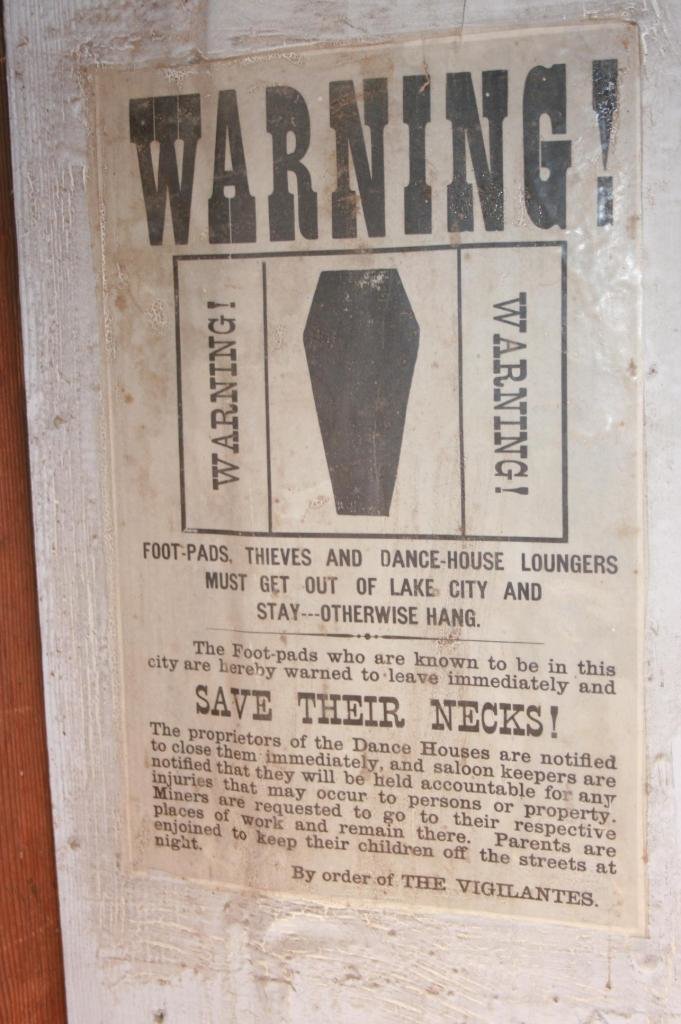 WARNING!
WARNING!
WARNING!
FOOT-PADS, THIEVES AND DANCE-HOUSE LOUNGERS
MUST GET OUT OF LAKE CITY AND
STAY---OTHERWISE HANG.
The Foot-pads who are known to be in this
city are hereby warned to leave immediately and
SAVE THEIR NECKS!
The proprietors of the Dance Houses are notified
to close them immediately, and saloon keepers are
notified that they will be held accountable for any
injuries that may occur to persons or property.
Miners are requested to go to their respective
places of work and remain there. Parents are
enjoined to keep their children off the streets at
night.
By order of THE VIGILANTES.